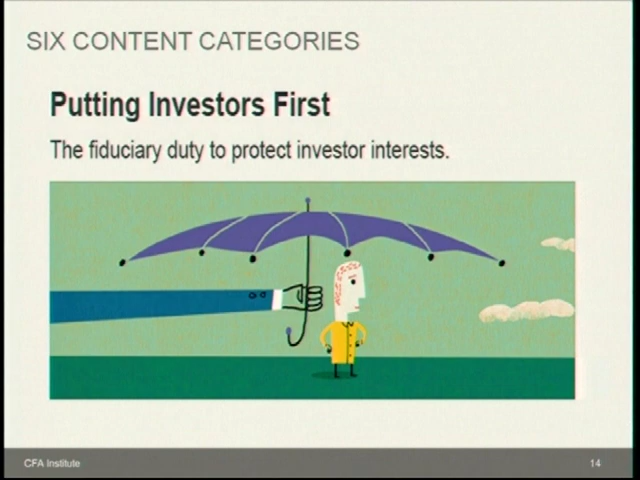 SIX CONTENT CATEGORIES
Putting Investors First
The fiduciary duty to protect investor interests.
CFA Institute
14